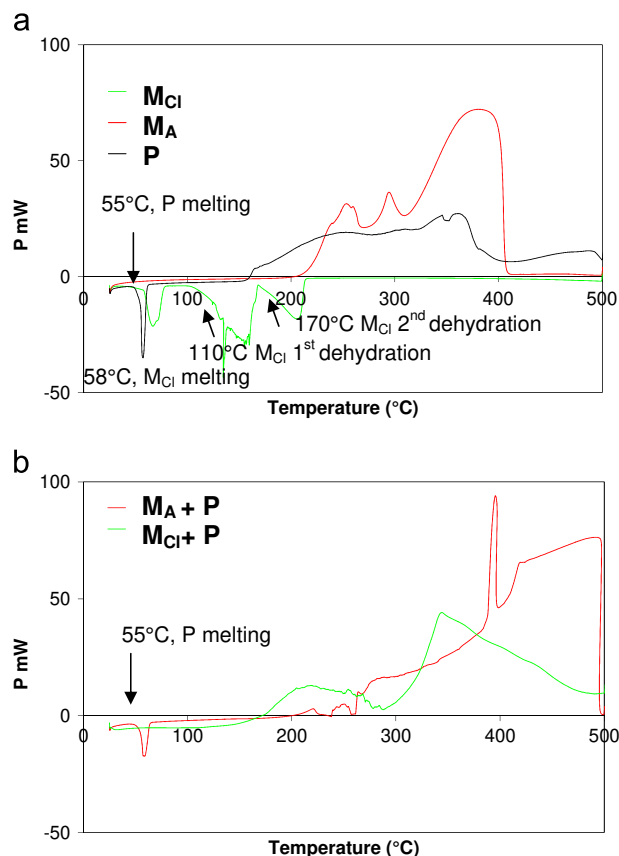 a
100
M_Cl
M_A
P
50
55°C, P melting
P mW
0
0 100 200 300 400 500
170°C M_Cl 2nd dehydration
110°C M_Cl 1st dehydration
58°C, M_Cl melting
-50
Temperature (°C)
b
100
M_A + P
M_Cl + P
50
55°C, P melting
P mW
0
0 100 200 300 400 500
-50
Temperature (°C)